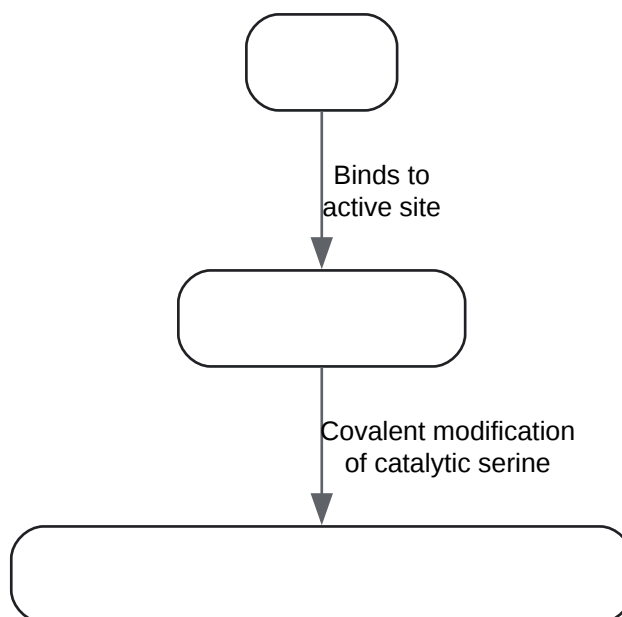 Binds to
active site
Covalent modification
of catalytic serine